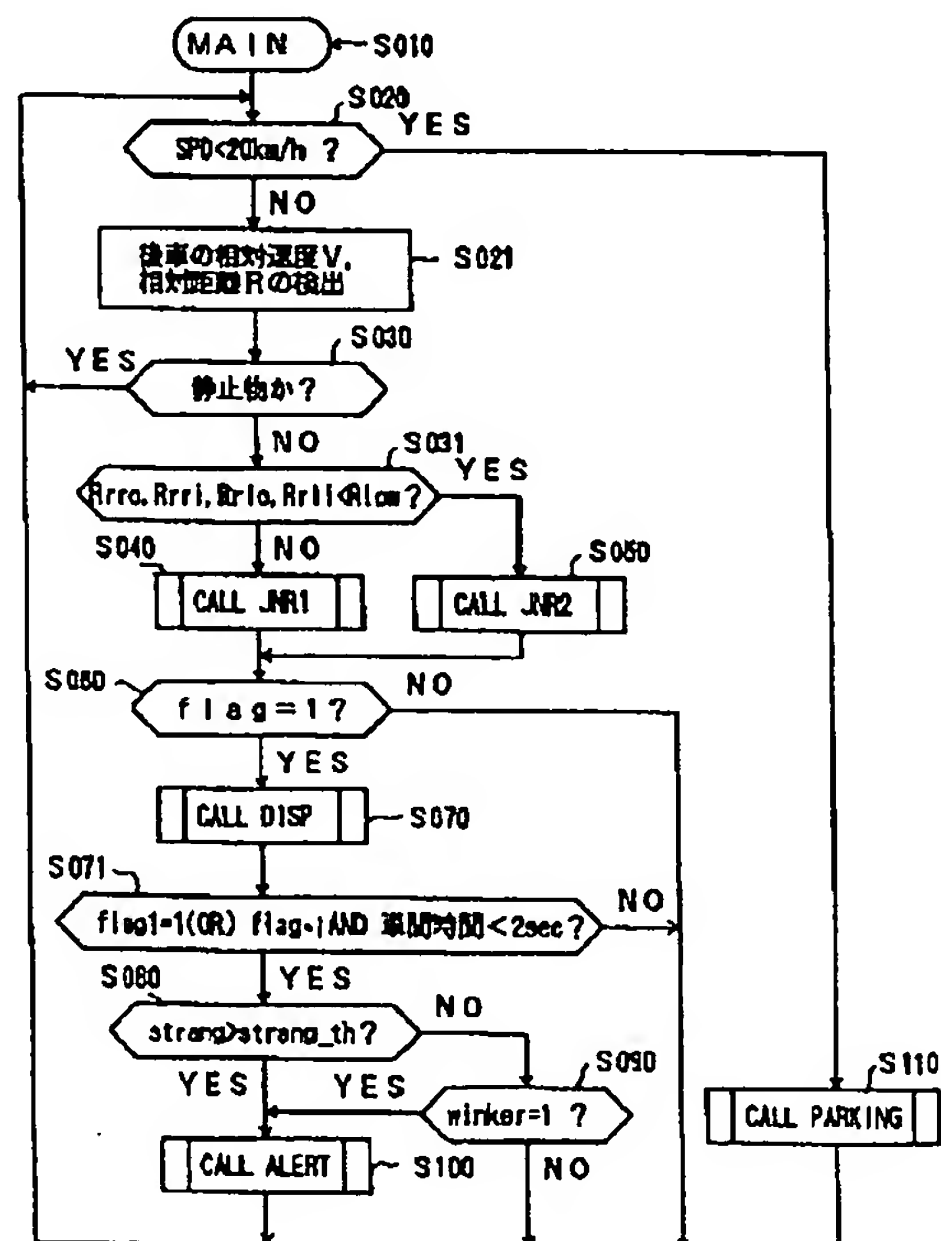 MAIN
S010
S020
SPD<20km/h ?
YES
NO
後車の相対速度V,
相対距離Rの検出
S021
S030
YES
静止物か?
NO
S031
Rrro, Rrri, Rrlo, Rrli<Rlow?
YES
S040
NO
S050
CALL JNR1
CALL JNR2
S060
NO
flag=1?
YES
CALL DISP
S070
S071
flag1=1(OR) AND 車間時間<2sec?
NO
YES
S080
NO
strang>strang_th?
S090
YES
YES
winker=1 ?
S110
CALL PARKING
CALL ALERT
S100
NO